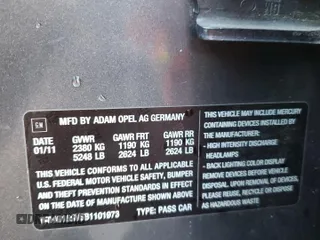 GM
MFD BY ADAM OPEL AG GERMANY
DATE GVWR GAWR FRT GAWR RR
01/11 2380 KG 1190 KG 1190 KG
5248 LB 2624 LB 2624 LB
THIS VEHICLE CONFORMS TO ALL APPLICABLE
U.S. FEDERAL MOTOR VEHICLE SAFETY, BUMPER
AND THEFT PREVENTION STANDARDS IN EFFECT
ON THE DATE OF MANUFACTURE SHOWN ABOVE
B1101973 TYPE: PASS CAR
THIS VEHICLE MAY INCLUDE MERCURY
CONTAINING DEVICES INSTALLED BY
THE MANUFACTURER:
- HIGH INTENSITY DISCHARGE
HEADLAMPS
- BACK LIGHTING COLOR DISPLAY
REMOVE DEVICES BEFORE VEHICLE
DISPOSAL. UPON REMOVAL OF DEVICES
PLEASE REUSE, RECYCLE OR DISPOSE
AS HAZARDOUS WASTE